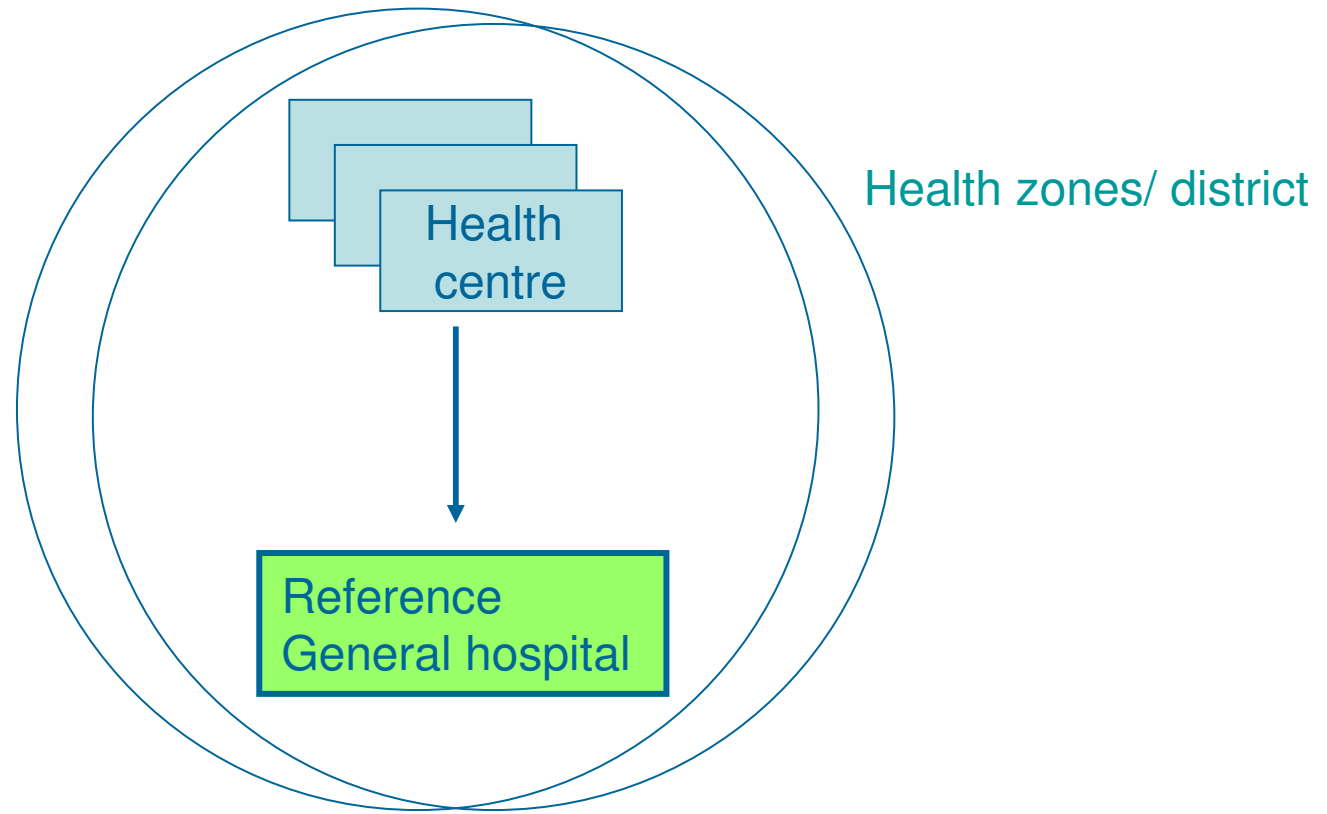 Health zones/ district
Health
centre
Reference
General hospital